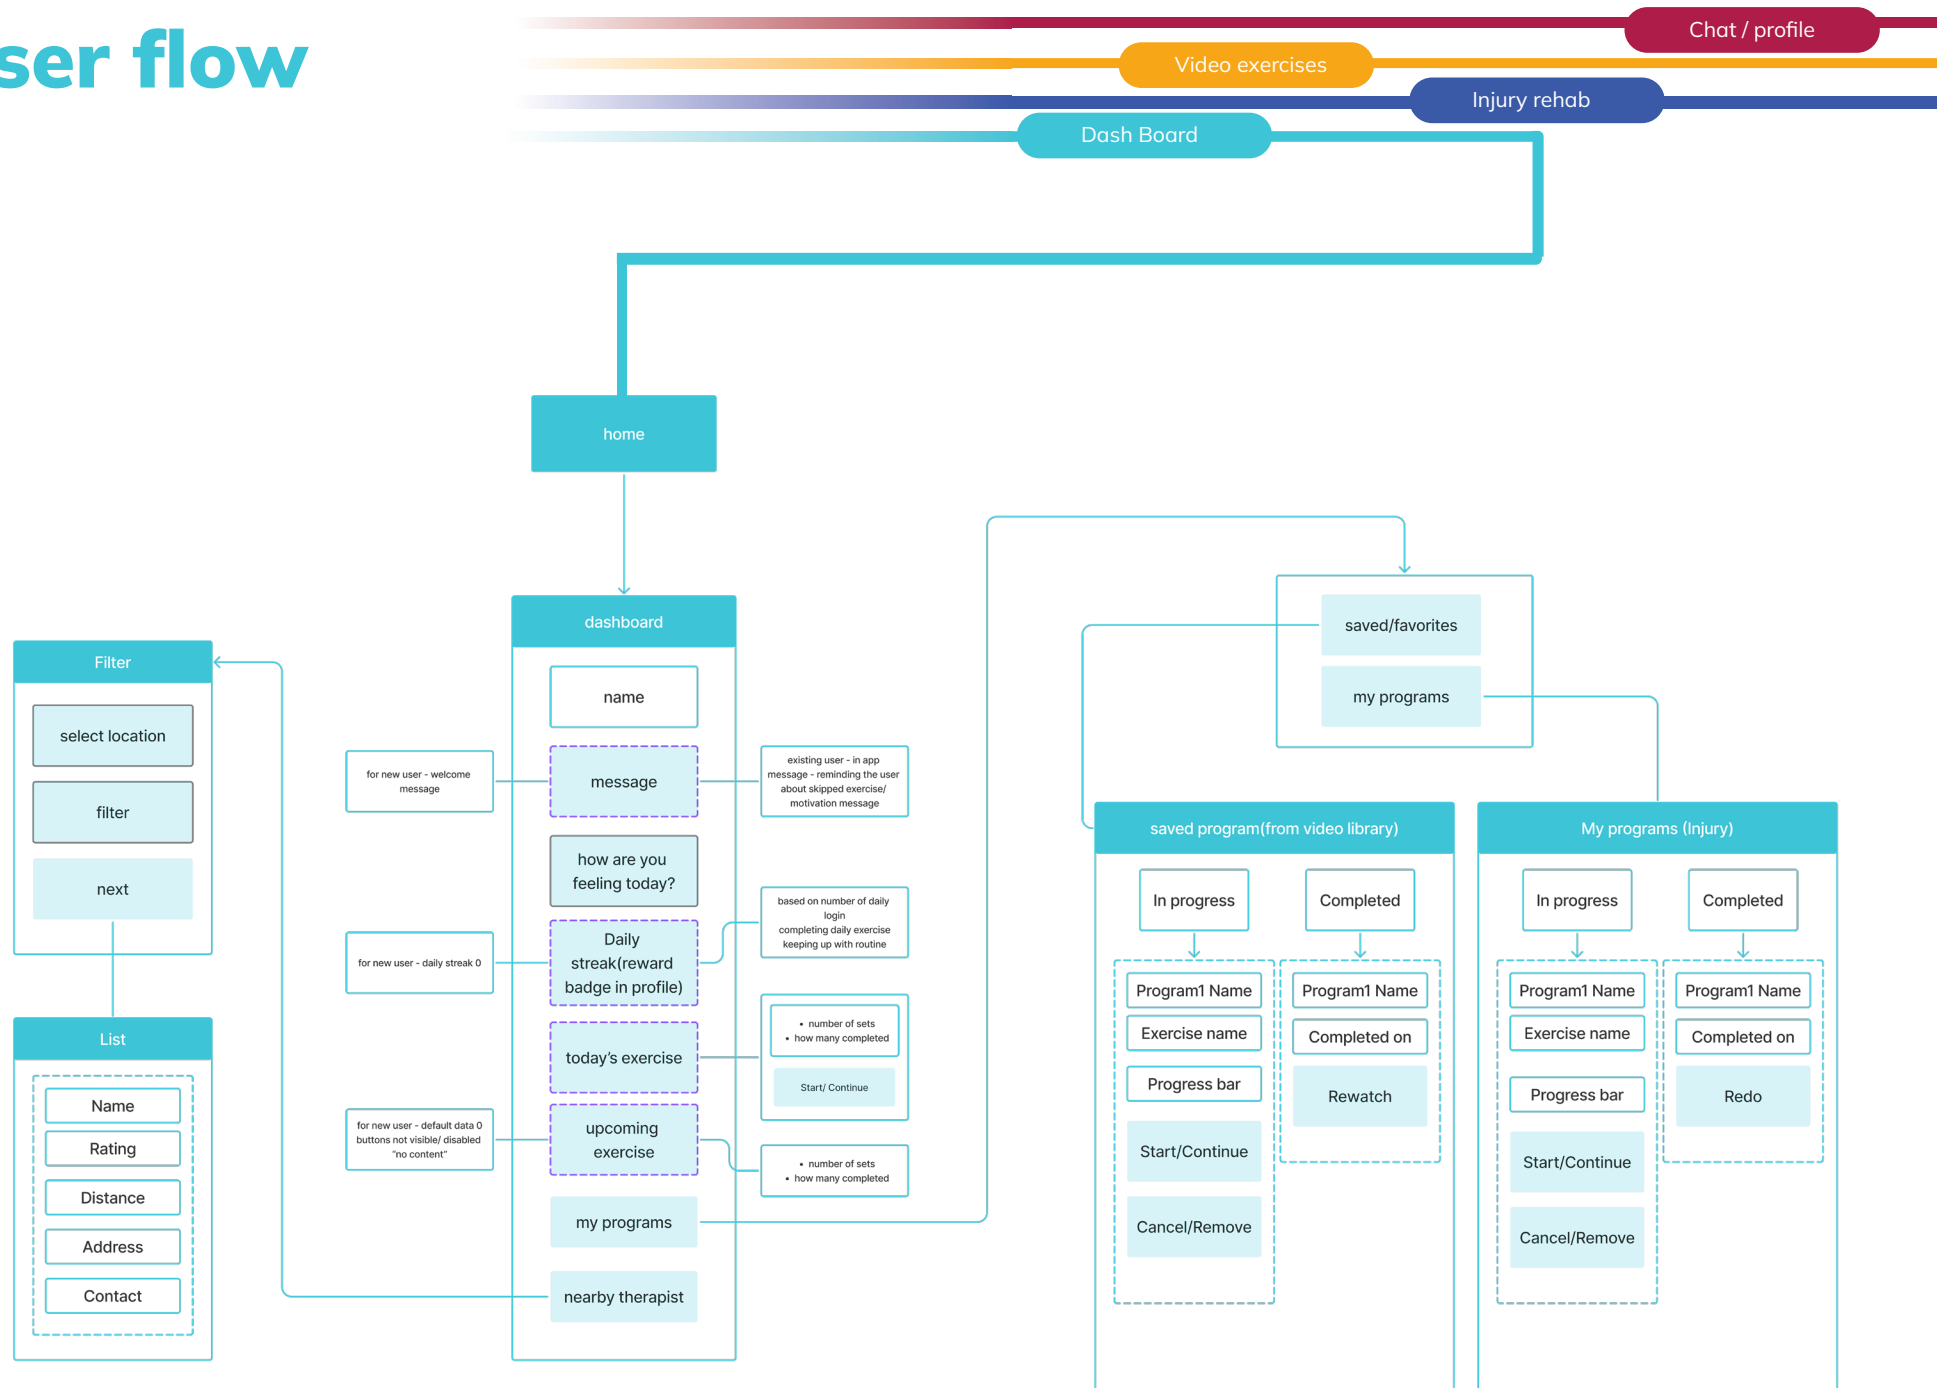 ser flow
Chat / profile
Video exercises
Injury rehab
Dash Board
home
dashboard
name
message
how are you
feeling today?
Daily
streak(reward
badge in profile)
today's exercise
upcoming
exercise
my programs
nearby therapist
for new user - welcome
message
for new user - daily streak 0
for new user - default data 0
buttons not visible/ disabled
"no content"
existing user - in app
message - reminding the user
about skipped exercise/
motivation message
based on number of daily
login
completing daily exercise
keeping up with routine
• number of sets
• how many completed
Start/ Continue
• number of sets
• how many completed
Filter
select location
filter
next
List
Name
Rating
Distance
Address
Contact
saved/favorites
my programs
saved program(from video library)
In progress
Program1 Name
Exercise name
Progress bar
Start/Continue
Cancel/Remove
Completed
Program1 Name
Completed on
Rewatch
My programs (Injury)
In progress
Program1 Name
Exercise name
Progress bar
Start/Continue
Cancel/Remove
Completed
Program1 Name
Completed on
Redo